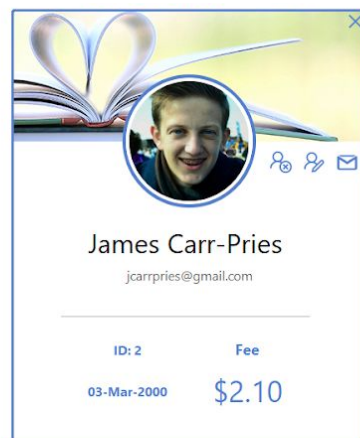 James Carr-Pries
jcarrpries@gmail.com
ID: 2
Fee
03-Mar-2000
$2.10